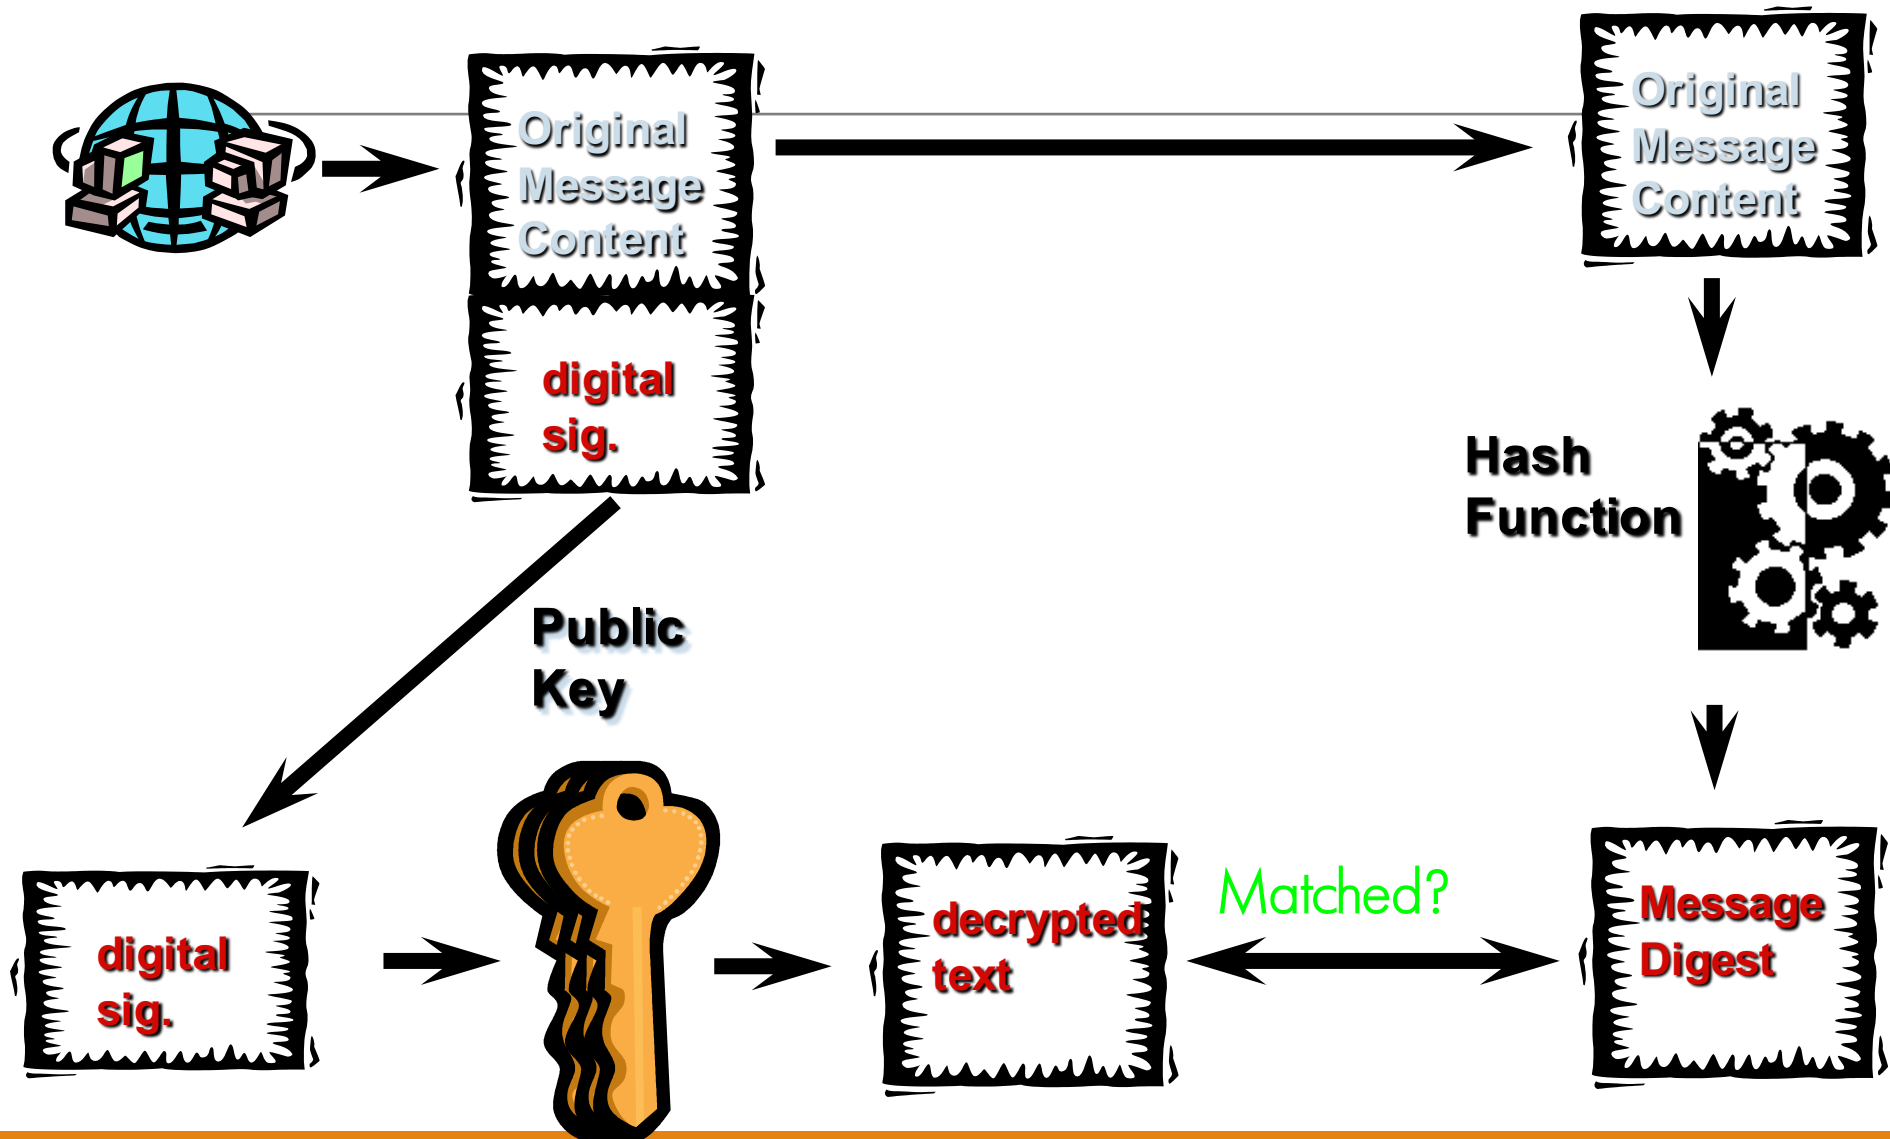 Original
Message
Content
Original
Message
Content
digital
sig.
Hash
Function
Public
Key
digital
sig.
decrypted
text
Matched?
Message
Digest